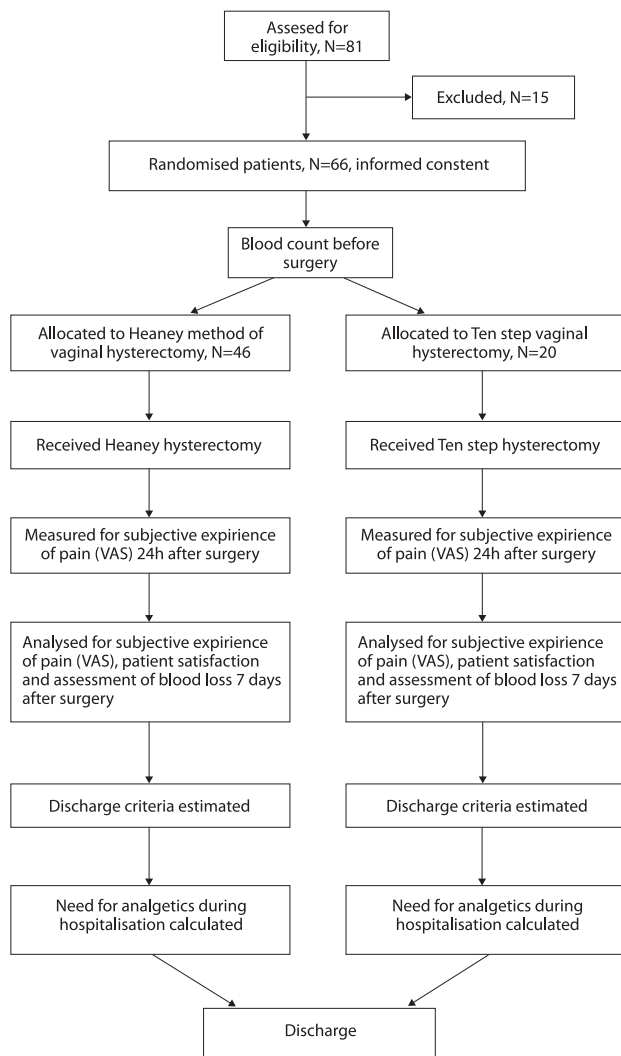 Assesed for
eligibility, N=81
Excluded, N=15
Randomised patients, N=66, informed constent
Blood count before
surgery
Allocated to Heaney method of
vaginal hysterectomy, N=46
Allocated to Ten step vaginal
hysterectomy, N=20
Received Heaney hysterectomy
Received Ten step hysterectomy
Measured for subjective expirience
of pain (VAS) 24h after surgery
Measured for subjective expirience
of pain (VAS) 24h after surgery
Analysed for subjective expirience
of pain (VAS), patient satisfaction
and assessment of blood loss 7 days
after surgery
Analysed for subjective expirience
of pain (VAS), patient satisfaction
and assessment of blood loss 7 days
after surgery
Discharge criteria estimated
Discharge criteria estimated
Need for analgetics during
hospitalisation calculated
Need for analgetics during
hospitalisation calculated
Discharge